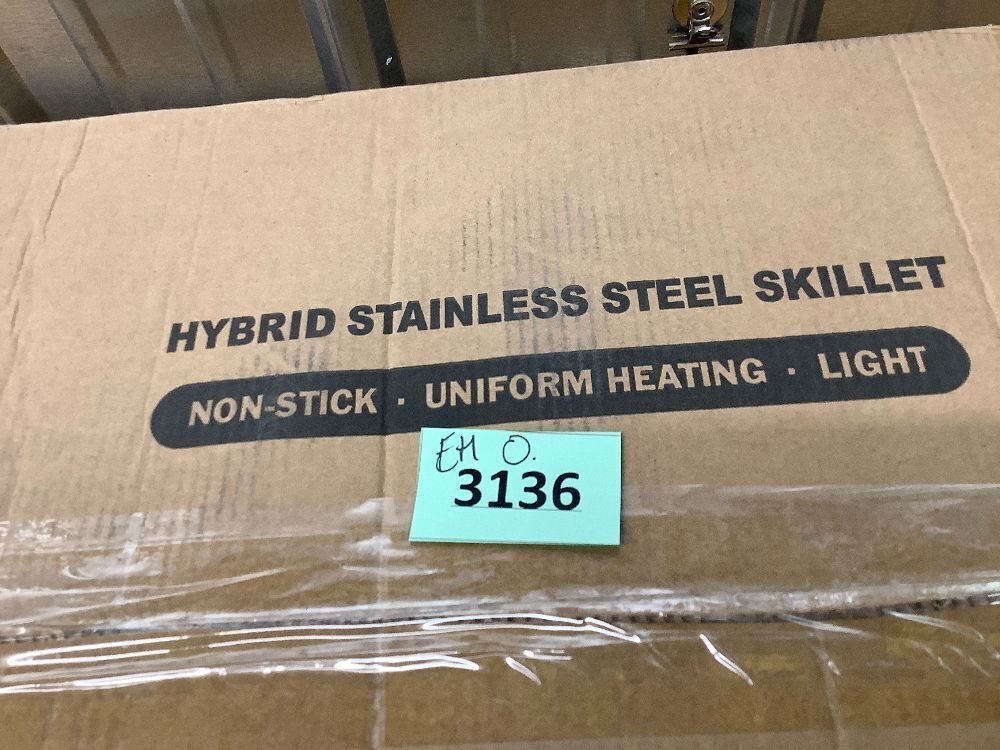 HYBRID STAINLESS STEEL SKILLET
NON-STICK · UNIFORM HEATING · LIGHT
EH O.
3136